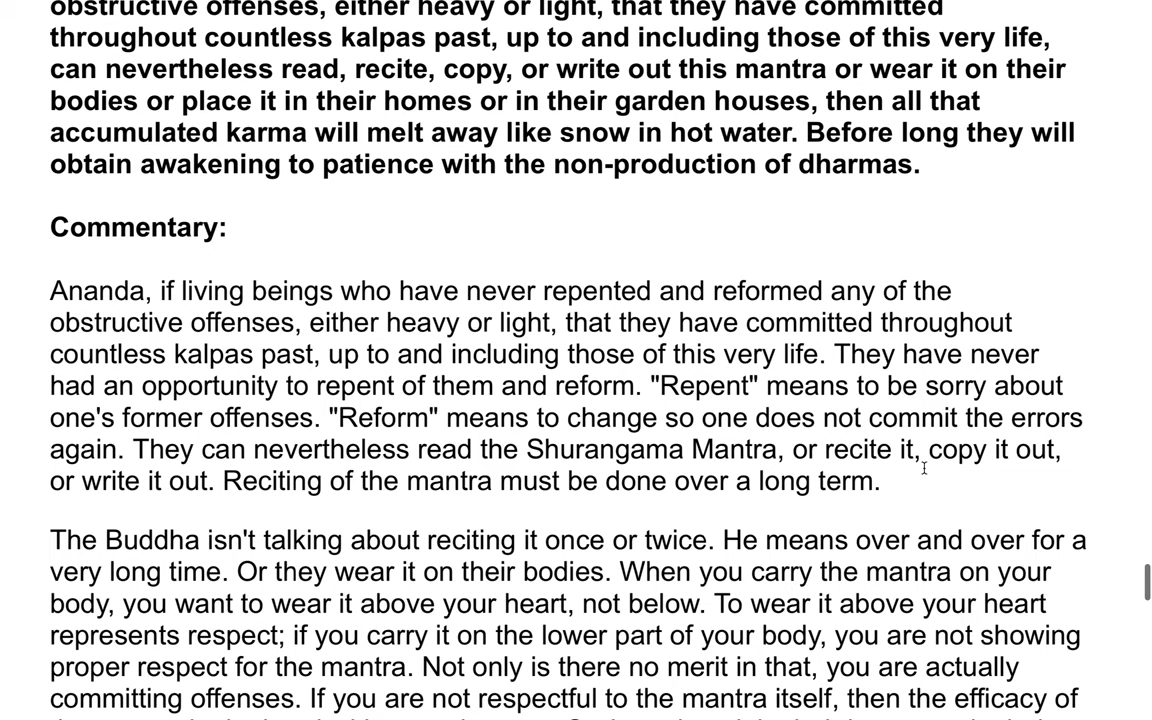 obstructive offenses, either heavy or light, that they have committed
throughout countless kalpas past, up to and including those of this very life,
can nevertheless read, recite, copy, or write out this mantra or wear it on their
bodies or place it in their homes or in their garden houses, then all that
accumulated karma will melt away like snow in hot water. Before long they will
obtain awakening to patience with the non-production of dharmas.
Commentary:
Ananda, if living beings who have never repented and reformed any of the
obstructive offenses, either heavy or light, that they have committed throughout
countless kalpas past, up to and including those of this very life. They have never
had an opportunity to repent of them and reform. "Repent" means to be sorry about
one's former offenses. "Reform" means to change so one does not commit the errors
again. They can nevertheless read the Shurangama Mantra, or recite it, copy it out,
or write it out. Reciting of the mantra must be done over a long term.
The Buddha isn't talking about reciting it once or twice. He means over and over for a
very long time. Or they wear it on their bodies. When you carry the mantra on your
body, you want to wear it above your heart, not below. To wear it above your heart
represents respect; if you carry it on the lower part of your body, you are not showing
proper respect for the mantra. Not only is there no merit in that, you are actually
committing offenses. If you are not respectful to the mantra itself, then the efficacy of